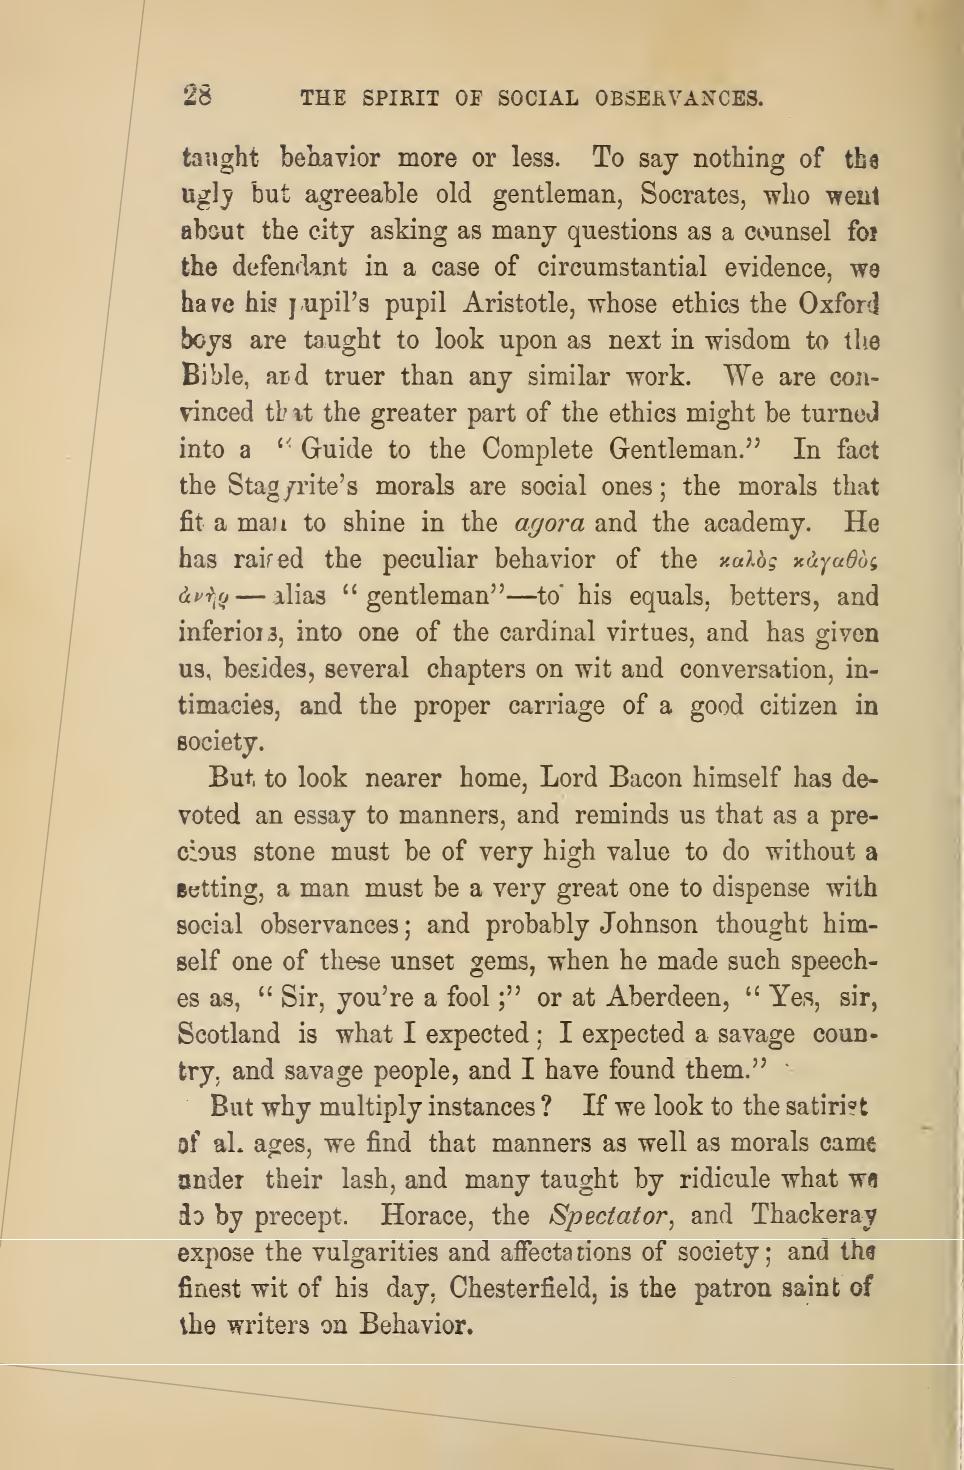 28 THE SPIRIT OF SOCIAL OBSERVANCES.
taught behavior more or less. To say nothing of the
ugly but agreeable old gentleman, Socrates, who went
about the city asking as many questions as a counsel for
the defendant in a case of circumstantial evidence, we
have his pupil's pupil Aristotle, whose ethics the Oxford
boys are taught to look upon as next in wisdom to the
Bible, and truer than any similar work. We are con-
vinced that the greater part of the ethics might be turned
into a “Guide to the Complete Gentleman.” In fact
the Stagyrite's morals are social ones; the morals that
fit a man to shine in the agora and the academy. He
has raised the peculiar behavior of the καλὸς κἀγαθὸς
ἀνὴρ — alias “gentleman”—to his equals, betters, and
inferiors, into one of the cardinal virtues, and has given
us, besides, several chapters on wit and conversation, in-
timacies, and the proper carriage of a good citizen in
society.
But to look nearer home, Lord Bacon himself has de-
voted an essay to manners, and reminds us that as a pre-
cious stone must be of very high value to do without a
setting, a man must be a very great one to dispense with
social observances; and probably Johnson thought him-
self one of these unset gems, when he made such speech-
es as, “Sir, you're a fool;” or at Aberdeen, “Yes, sir,
Scotland is what I expected; I expected a savage coun-
try, and savage people, and I have found them.”
But why multiply instances? If we look to the satirist
of all ages, we find that manners as well as morals came
under their lash, and many taught by ridicule what we
do by precept. Horace, the Spectator, and Thackeray
expose the vulgarities and affectations of society; and the
finest wit of his day, Chesterfield, is the patron saint of
the writers on Behavior.